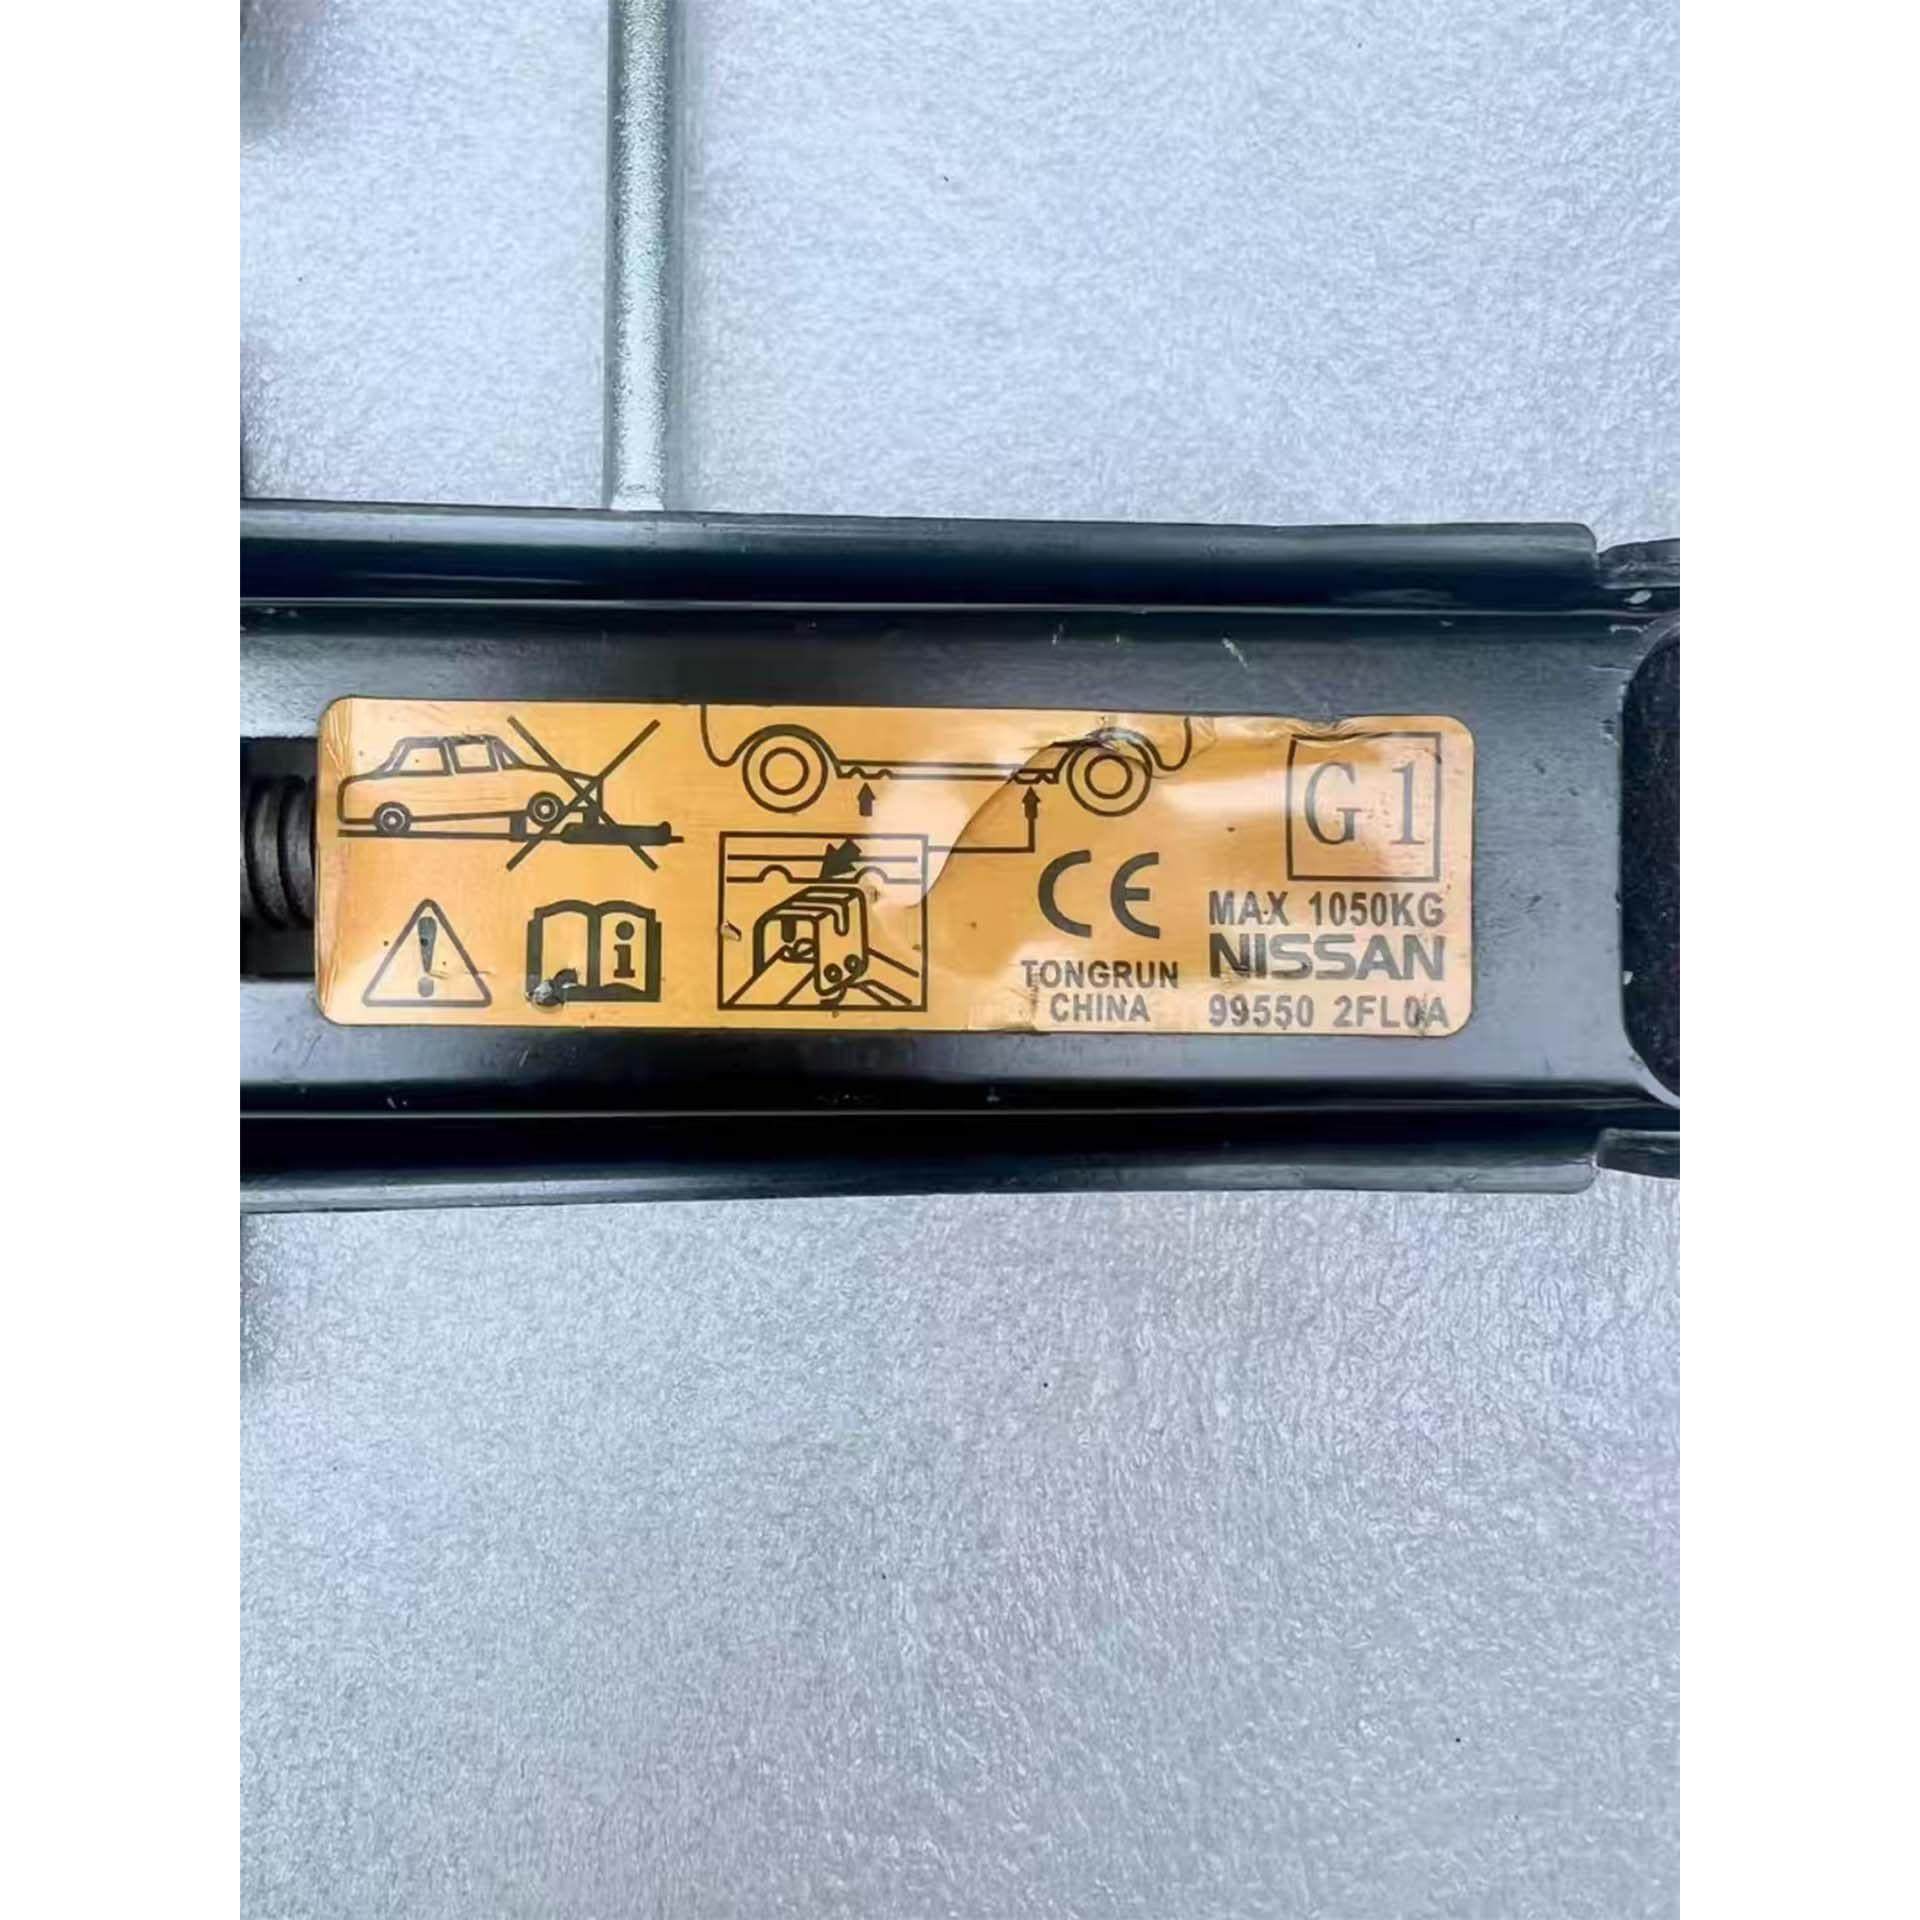 G1
MAX 1050KG
NISSAN
99550 2FL0A
CE
TONGRUN
CHINA
i